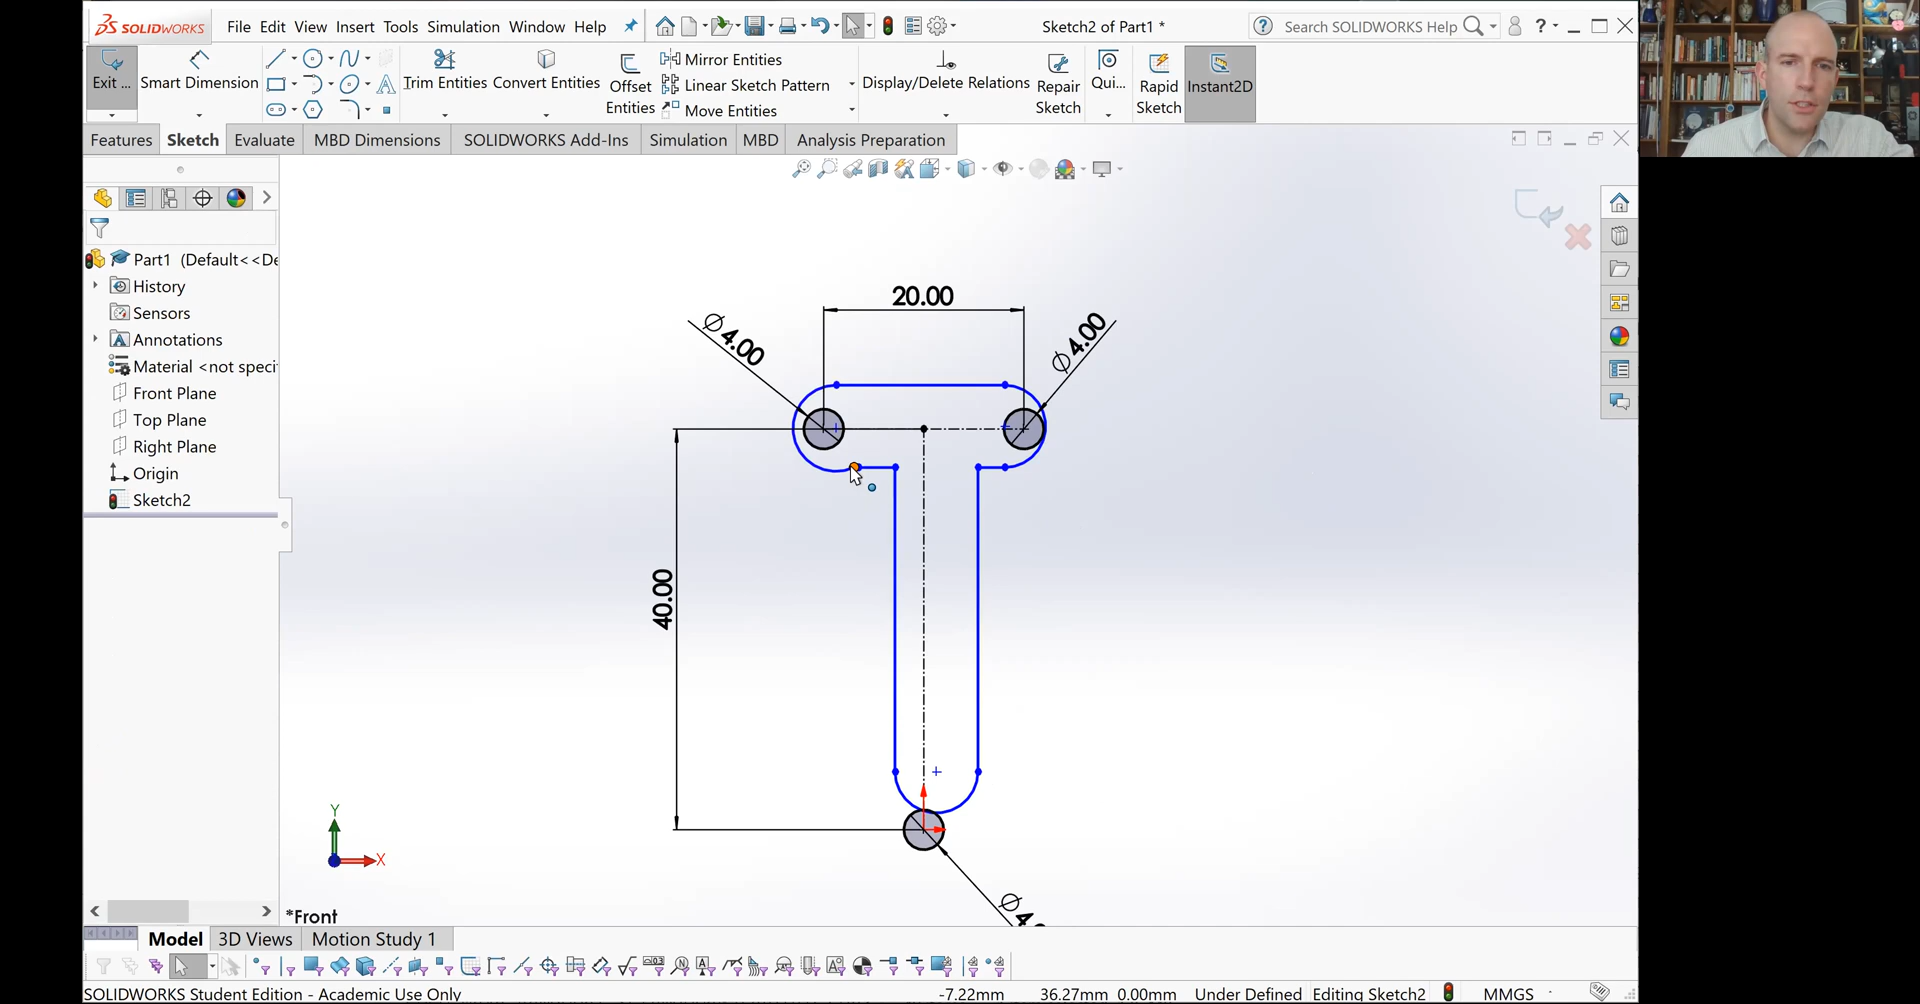 SOLIDWORKS File Edit View Insert Tools Simulation Window Help Sketch2 of Part1 * Search SOLIDWORKS Help
Exit ... Smart Dimension Trim Entities Convert Entities Offset Entities Mirror Entities Linear Sketch Pattern Move Entities Display/Delete Relations Repair Sketch Qui... Rapid Sketch Instant2D
Features Sketch Evaluate MBD Dimensions SOLIDWORKS Add-Ins Simulation MBD Analysis Preparation
Part1 (Default<<De
History
Sensors
Annotations
Material <not speci
Front Plane
Top Plane
Right Plane
Origin
Sketch2
20.00
∅4.00
∅4.00
40.00
Y
X
*Front
Model 3D Views Motion Study 1
SOLIDWORKS Student Edition - Academic Use Only -7.22mm 36.27mm 0.00mm Under Defined Editing Sketch2 MMGS